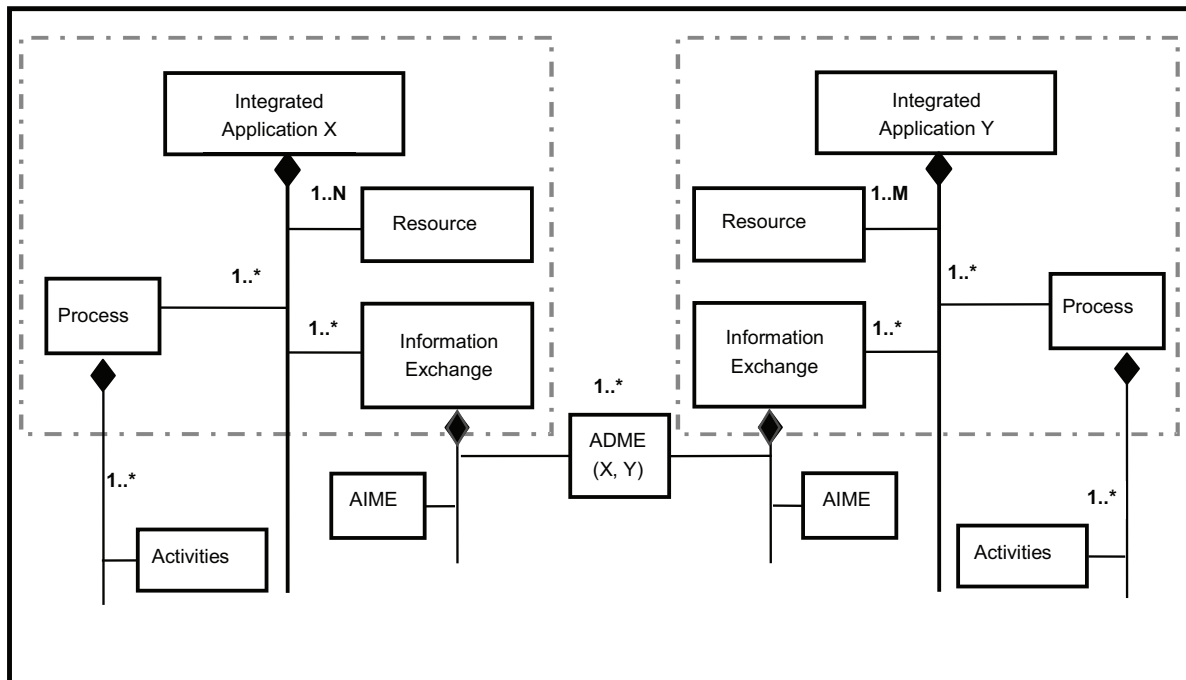 Integrated
Application X
Integrated
Application Y
1..N
Resource
Resource
1..M
1..*
Process
1..*
Information
Exchange
Information
Exchange
1..*
1..*
Process
1..*
ADME
(X, Y)
1..*
AIME
AIME
1..*
Activities
Activities